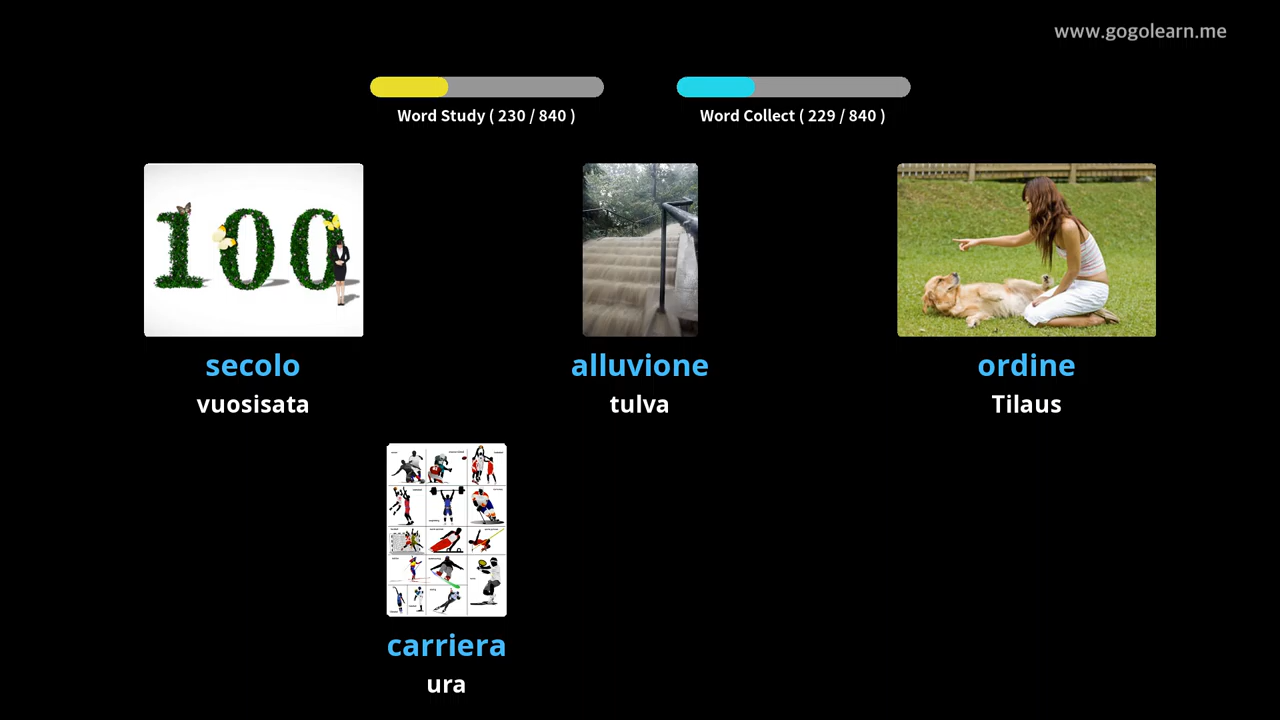 www.gogolearn.me
Word Study ( 230 / 840 )
Word Collect ( 229 / 840 )
100
secolo
alluvione
ordine
vuosisata
tulva
Tilaus
carriera
ura